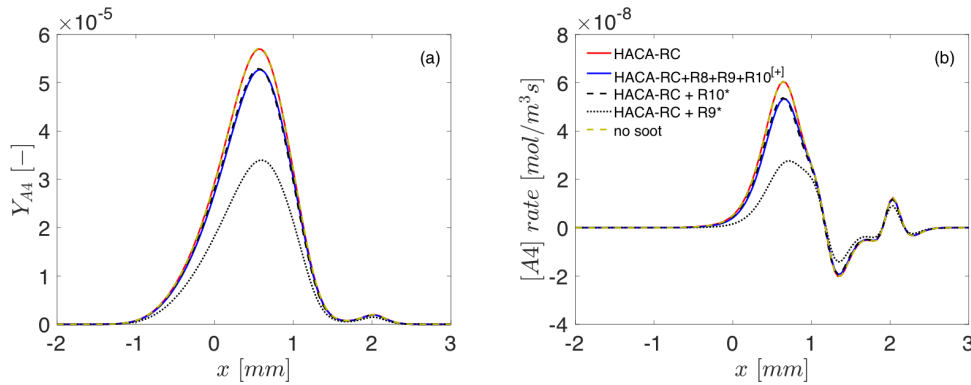 ×10⁻⁵
6
5
4
3
2
1
0
-2
-1
0
1
2
3
Y_A4 [−]
x [mm]
(a)
×10⁻⁸
8
6
4
2
0
-2
-4
-2
-1
0
1
2
3
[A4] rate [mol/m³s]
x [mm]
(b)
HACA-RC
HACA-RC+R8+R9+R10[+]
HACA-RC + R10*
HACA-RC + R9*
no soot